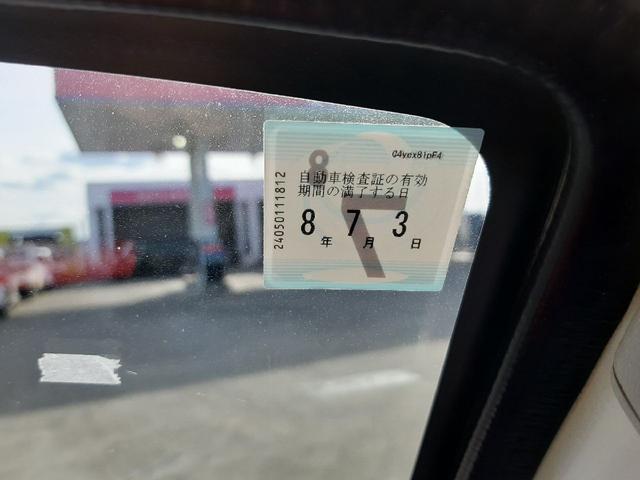 C4ycx8ipF4
自動車検査証の有効
期間の満了する日
8年7月3日
24050111812